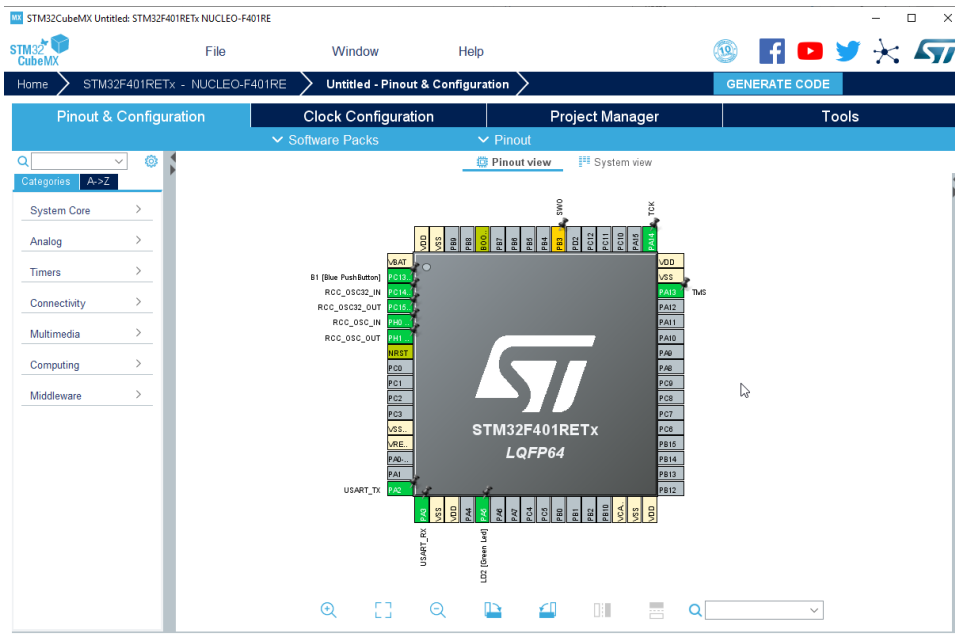 MX STM32CubeMX Untitled: STM32F401RETx NUCLEO-F401RE
STM32 CubeMX
File Window Help
10
Home STM32F401RETx - NUCLEO-F401RE Untitled - Pinout & Configuration GENERATE CODE
Pinout & Configuration Clock Configuration Project Manager Tools
Software Packs Pinout
Pinout view System view
Categories A->Z
System Core
Analog
Timers
Connectivity
Multimedia
Computing
Middleware
SWO TCK
VDD VSS PB9 PB8 BOO.. PB7 PB6 PB5 PB4 PB3 PD2 PC12 PC11 PC10 PA15 PA14
VBAT VDD
B1 [Blue PushButton] PC13.. VSS
RCC_OSC32_IN PC14.. PA13 TMS
RCC_OSC32_OUT PC15.. PA12
RCC_OSC_IN PH0 .. PA11
RCC_OSC_OUT PH1 .. PA10
NRST PA9
PC0 PA8
PC1 PC9
PC2 PC8
PC3 PC7
VSS.. PC6
VRE.. PB15
PA0-.. PB14
PA1 PB13
USART_TX PA2 PB12
STM32F401RETx
LQFP64
PA3 VSS VDD PA4 PA5 PA6 PA7 PC4 PC5 PB0 PB1 PB2 PB10 VCA.. VSS VDD
USART_RX LD2 [Green Led]